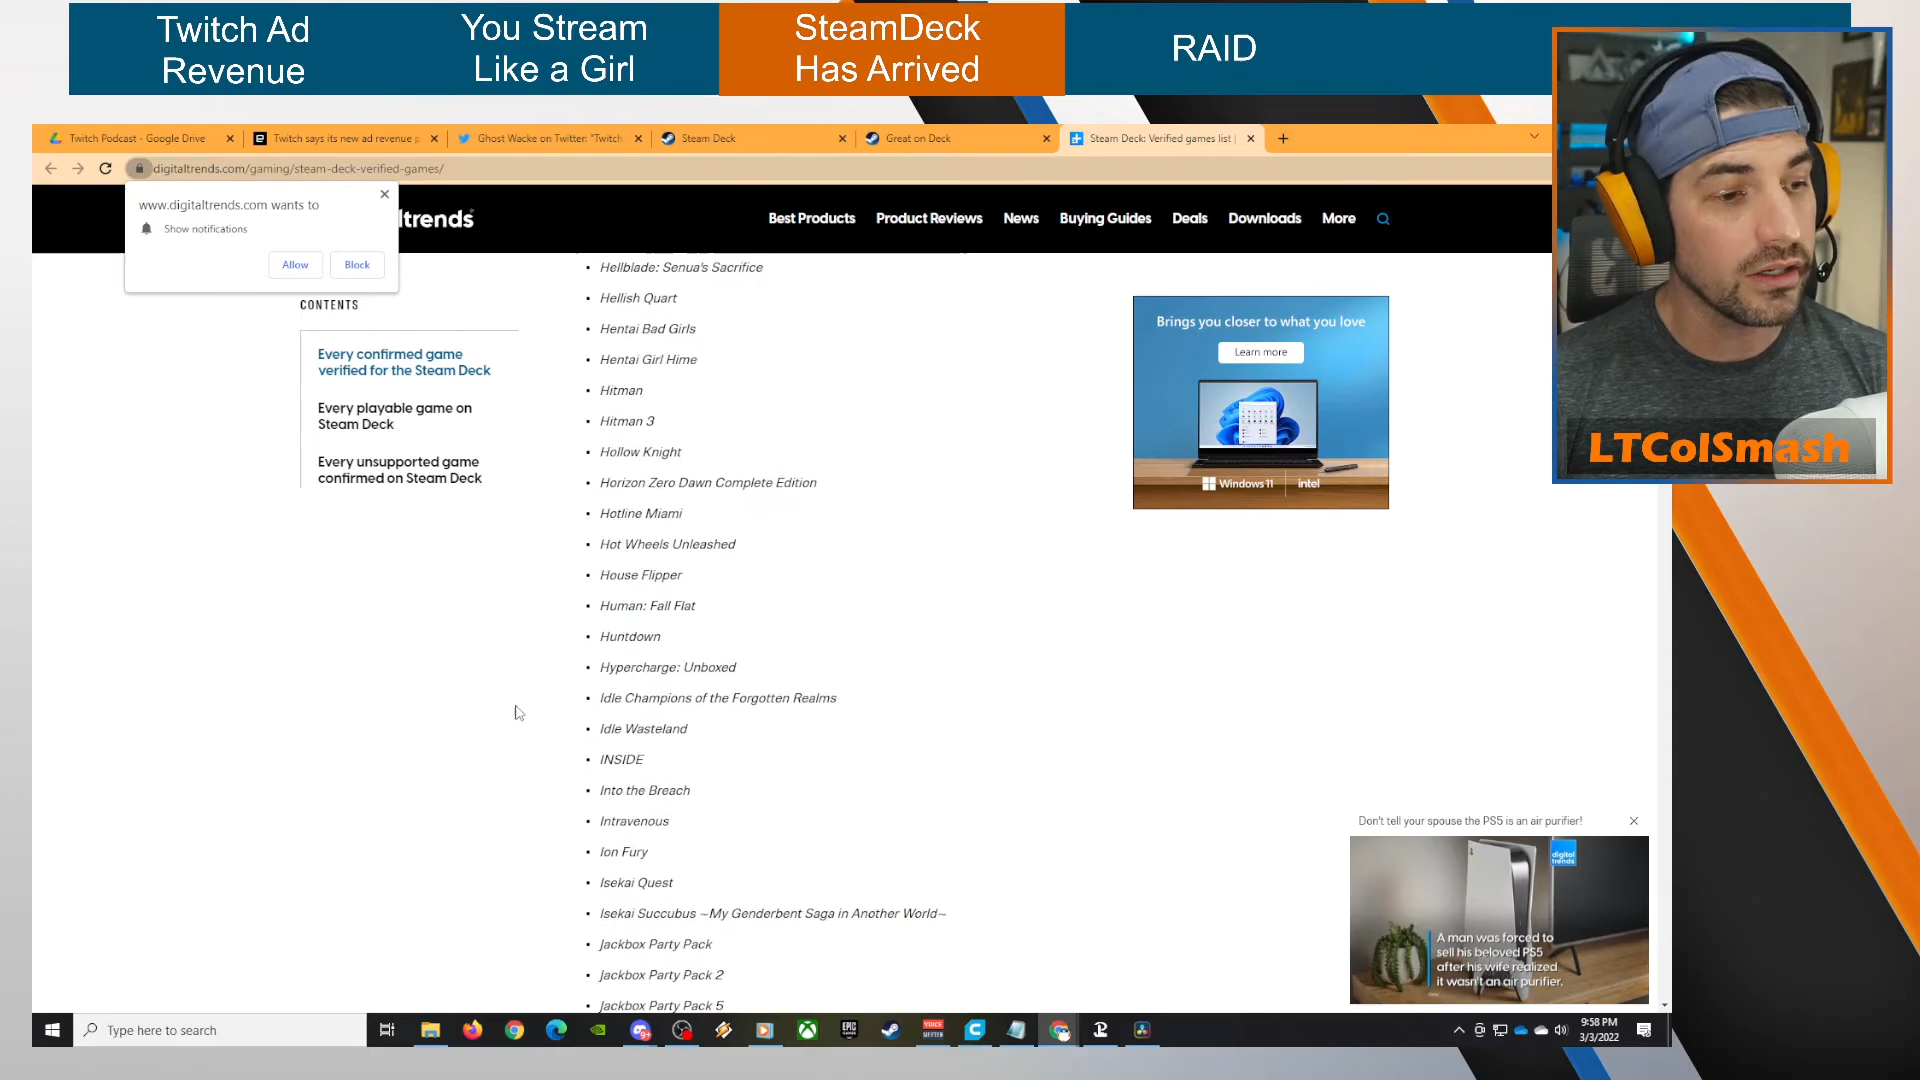 Twitch Ad
Revenue
You Stream
Like a Girl
SteamDeck
Has Arrived
RAID
Twitch Podcast - Google Drive
Twitch says its new ad revenue p
Ghost Wacke on Twitter: "Twitch
Steam Deck
Great on Deck
Steam Deck: Verified games list |
digitaltrends.com/gaming/steam-deck-verified-games/
www.digitaltrends.com wants to
Show notifications
Allow
Block
ltrends
Best Products
Product Reviews
News
Buying Guides
Deals
Downloads
More
CONTENTS
Every confirmed game
verified for the Steam Deck
Every playable game on
Steam Deck
Every unsupported game
confirmed on Steam Deck
• Hellblade: Senua's Sacrifice
• Hellish Quart
• Hentai Bad Girls
• Hentai Girl Hime
• Hitman
• Hitman 3
• Hollow Knight
• Horizon Zero Dawn Complete Edition
• Hotline Miami
• Hot Wheels Unleashed
• House Flipper
• Human: Fall Flat
• Huntdown
• Hypercharge: Unboxed
• Idle Champions of the Forgotten Realms
• Idle Wasteland
• INSIDE
• Into the Breach
• Intravenous
• Ion Fury
• Isekai Quest
• Isekai Succubus ~My Genderbent Saga in Another World~
• Jackbox Party Pack
• Jackbox Party Pack 2
• Jackbox Party Pack 5
Brings you closer to what you love
Learn more
Windows 11
intel
LTColSmash
Don't tell your spouse the PS5 is an air purifier!
digital
trends
A man was forced to
sell his beloved PS5
after his wife realized
it wasn't an air purifier.
Type here to search
EPIC
9:58 PM
3/3/2022